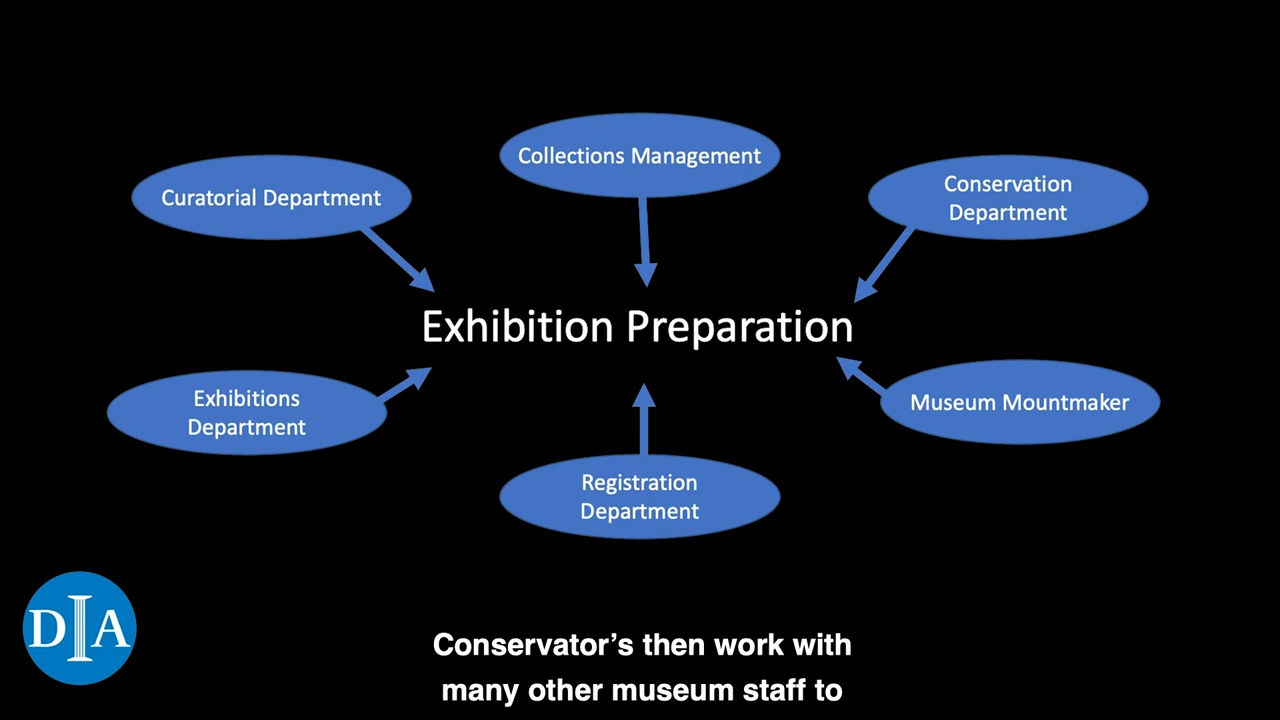 Collections Management
Curatorial Department
Conservation
Department
Exhibition Preparation
Exhibitions
Department
Museum Mountmaker
Registration
Department
DIA
Conservator’s then work with
many other museum staff to